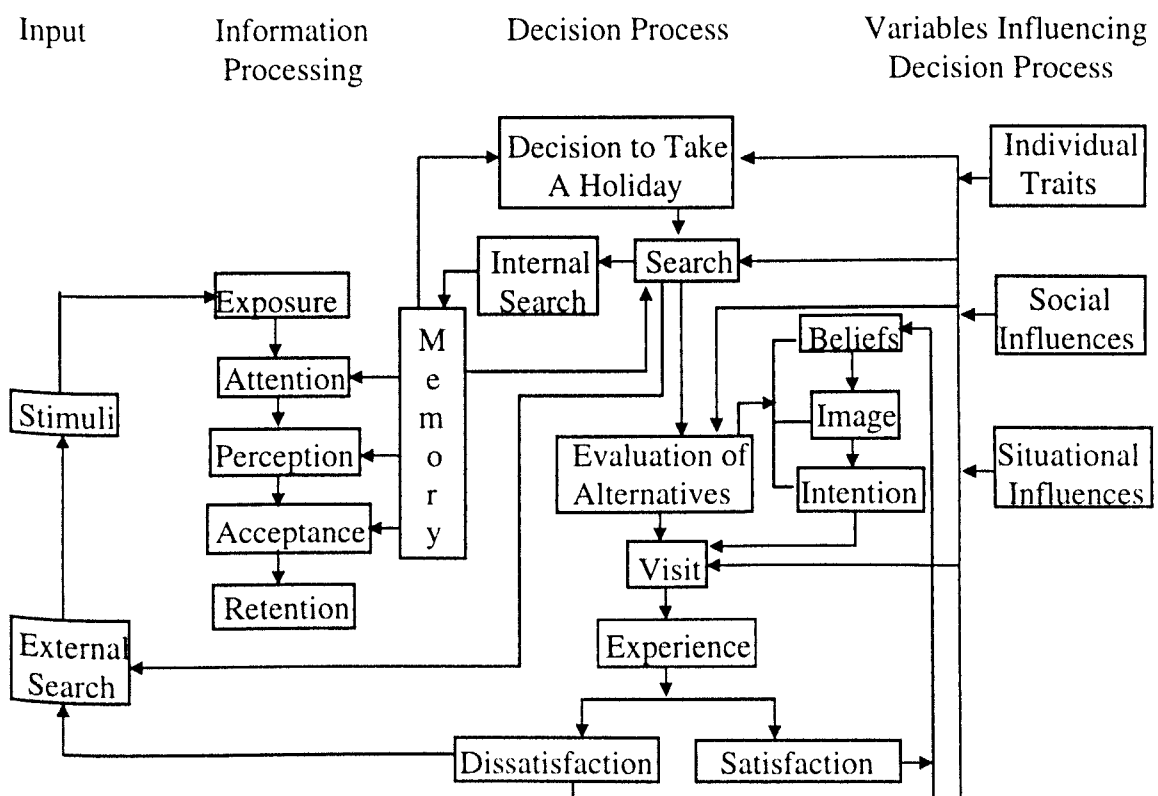 Input
Information
Processing
Decision Process
Variables Influencing
Decision Process
Decision to Take
A Holiday
Individual
Traits
Internal
Search
Search
Exposure
Social
Influences
Memory
Beliefs
Attention
Stimuli
Image
Perception
Evaluation of
Alternatives
Intention
Situational
Influences
Acceptance
Visit
Retention
External
Search
Experience
Dissatisfaction
Satisfaction